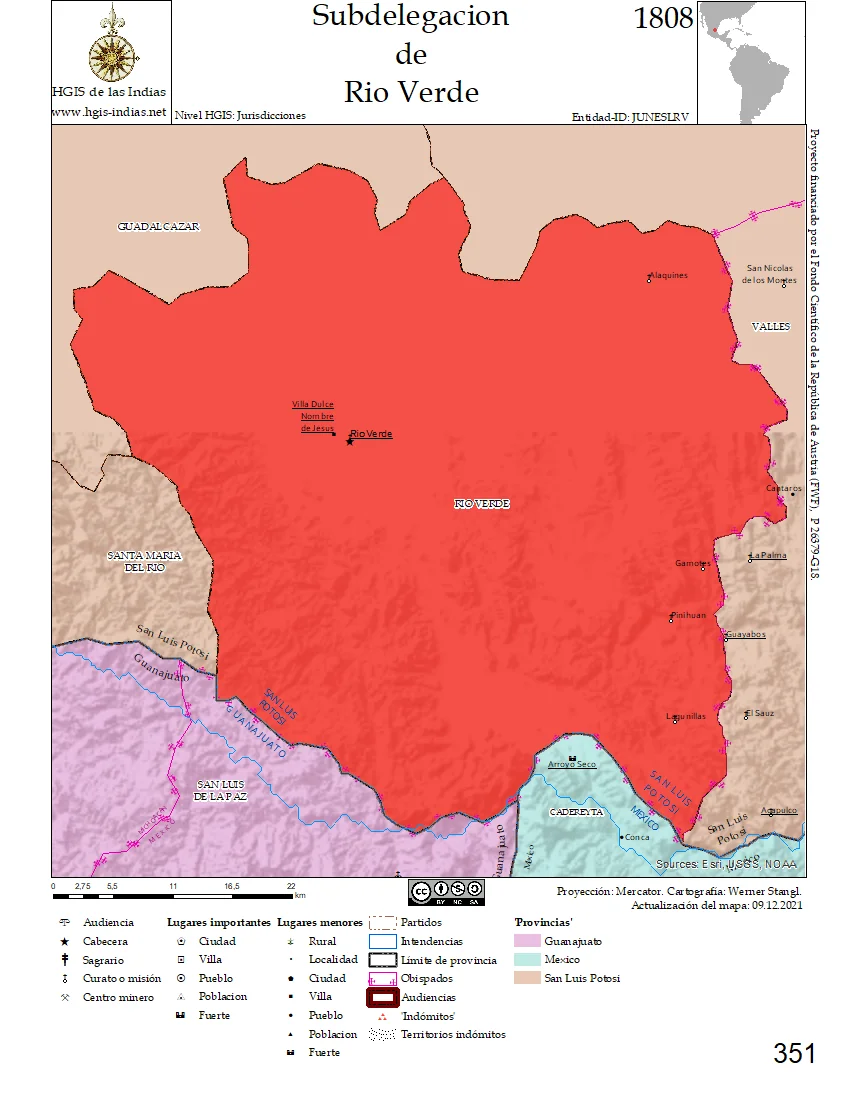 Subdelegacion
de
Rio Verde
1808
HGIS de las Indias
www.hgis-indias.net
Nivel HGIS: Jurisdicciones
Entidad-ID: JUNESLRV
Proyecto financiado por el Fondo Científico de la República de Austria (FWF), P 26379-G18.
GUADALCAZAR
Alaquines
San Nicolas
de los Montes
VALLES
Villa Dulce
Nombre
de Jesus
Rio Verde
RIO VERDE
Cantaros
SANTA MARIA
DEL RIO
Gamotes
La Palma
Pinihuan
Guayabos
San Luis Potosi
Guanajuato
SAN LUIS
POTOSI
GUANAJUATO
Lagunillas
El Sauz
SAN LUIS
DE LA PAZ
Arroyo Seco
SAN LUIS
POTOSI
MEXICO
CADEREYTA
Conca
Acapulco
San Luis
Potosi
MEXICO
Mexico
Sources: Esri, USGS, NOAA
0 2,75 5,5 11 16,5 22
km
CC BY NC SA
Proyección: Mercator. Cartografía: Werner Stangl.
Actualización del mapa: 09.12.2021
Audiencia
Cabecera
Sagrario
Curato o misión
Centro minero
Lugares importantes
Ciudad
Villa
Pueblo
Poblacion
Fuerte
Lugares menores
Rural
Localidad
Ciudad
Villa
Pueblo
Poblacion
Fuerte
Partidos
Intendencias
Límite de provincia
Obispados
Audiencias
'Indómitos'
Territorios indómitos
'Provincias'
Guanajuato
Mexico
San Luis Potosi
351